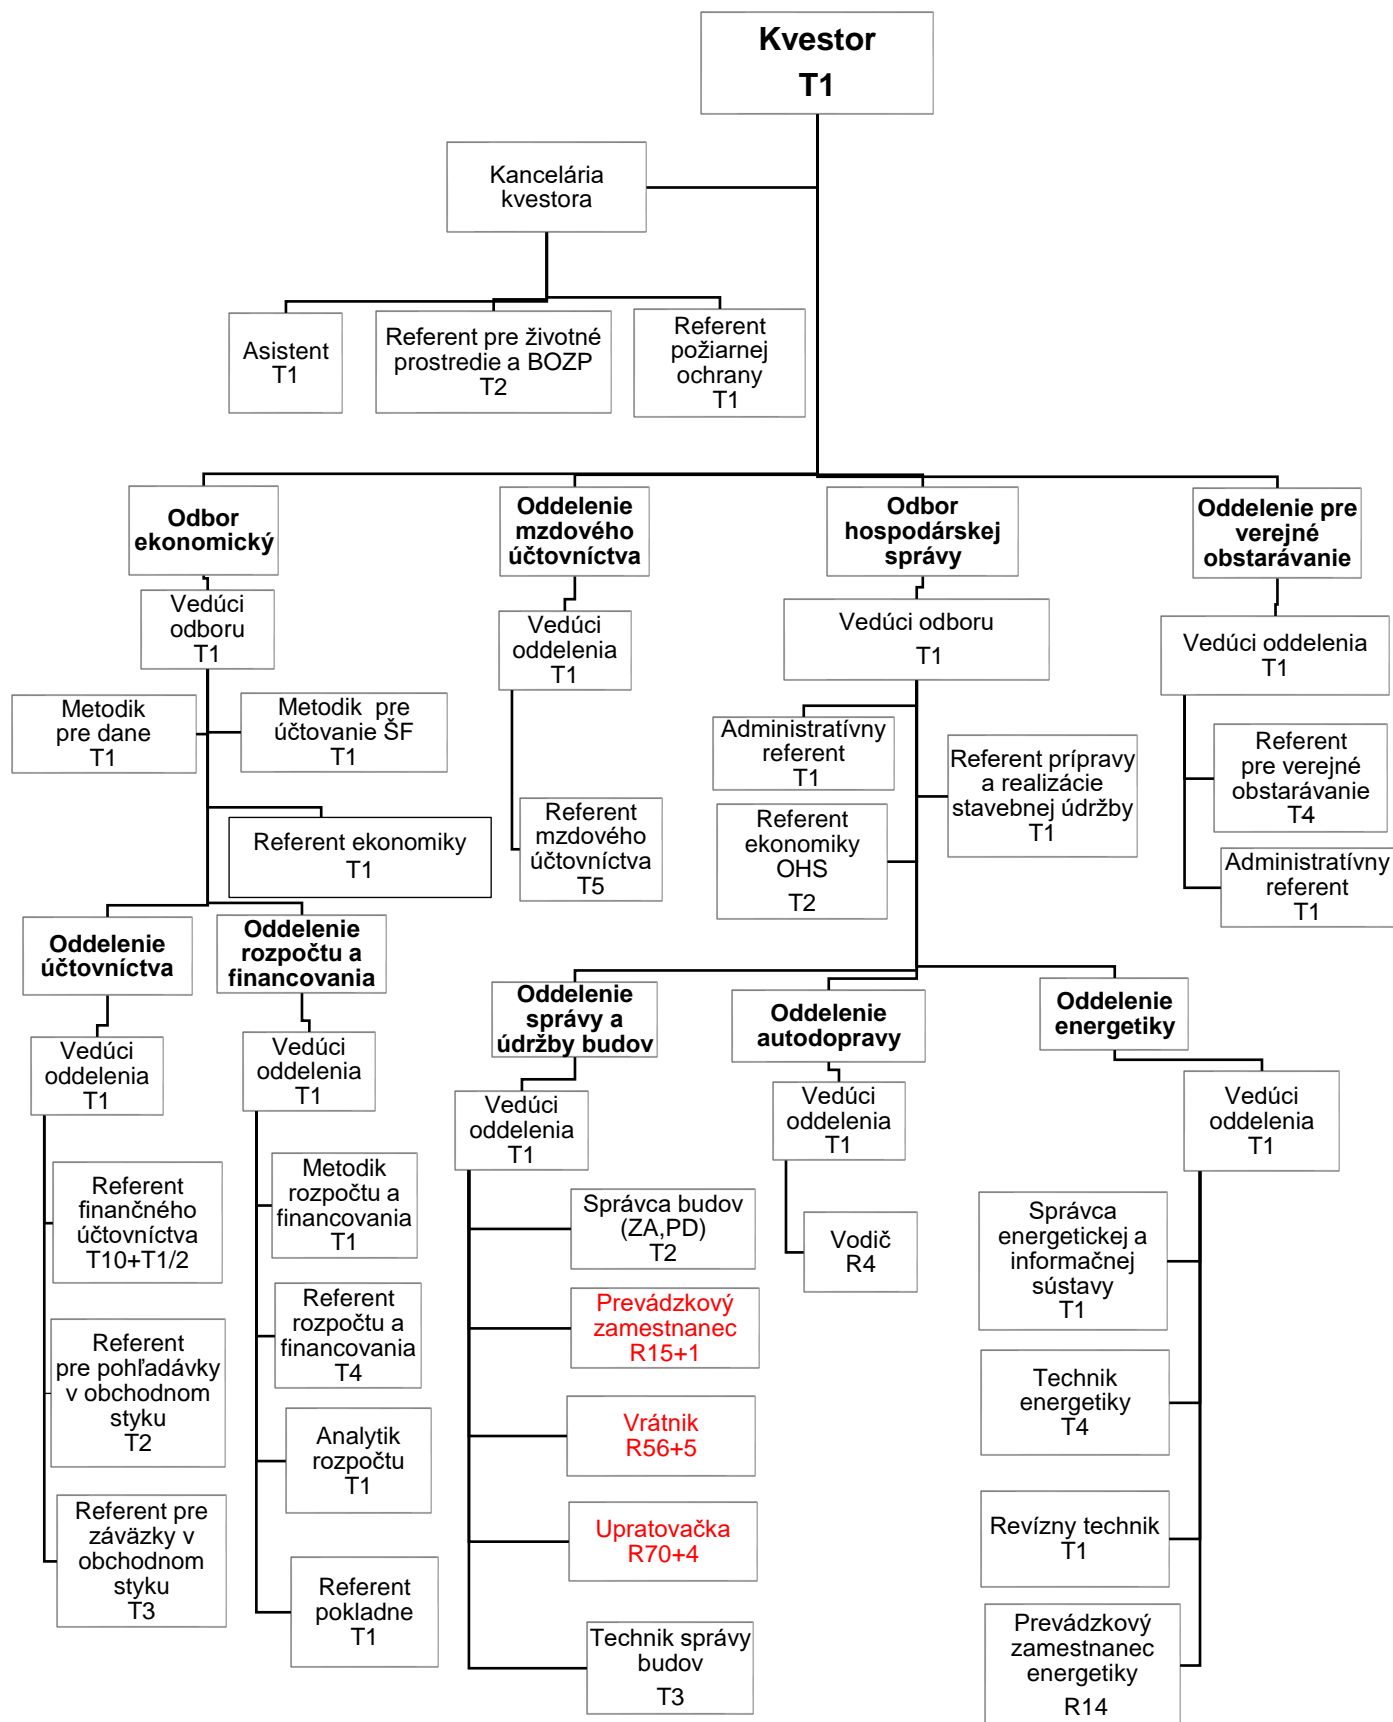 Kvestor
T1
Kancelária
kvestora
Asistent
T1
Referent pre životné
prostredie a BOZP
T2
Referent
požiarnej
ochrany
T1
Odbor
ekonomický
Oddelenie
mzdového
účtovníctva
Odbor
hospodárskej
správy
Oddelenie pre
verejné
obstarávanie
Vedúci
odboru
T1
Vedúci
oddelenia
T1
Vedúci odboru
T1
Vedúci oddelenia
T1
Metodik
pre dane
T1
Metodik  pre
účtovanie ŠF
T1
Referent ekonomiky
T1
Referent
mzdového
účtovníctva
T5
Administratívny
referent
T1
Referent prípravy
a realizácie
stavebnej údržby
T1
Referent
ekonomiky
OHS
T2
Referent
pre verejné
obstarávanie
T4
Administratívny
referent
T1
Oddelenie
účtovníctva
Oddelenie
rozpočtu a
financovania
Oddelenie
správy a
údržby budov
Oddelenie
autodopravy
Oddelenie
energetiky
Vedúci
oddelenia
T1
Referent
finančného
účtovníctva
T10+T1/2
Referent
pre pohľadávky
v obchodnom
styku
T2
Referent pre
záväzky v
obchodnom
styku
T3
Vedúci
oddelenia
T1
Metodik
rozpočtu a
financovania
T1
Referent
rozpočtu a
financovania
T4
Analytik
rozpočtu
T1
Referent
pokladne
T1
Vedúci
oddelenia
T1
Správca budov
(ZA,PD)
T2
Prevádzkový
zamestnanec
R15+1
Vrátnik
R56+5
Upratovačka
R70+4
Technik správy
budov
T3
Vedúci
oddelenia
T1
Vodič
R4
Vedúci
oddelenia
T1
Správca
energetickej a
informačnej
sústavy
T1
Technik
energetiky
T4
Revízny technik
T1
Prevádzkový
zamestnanec
energetiky
R14